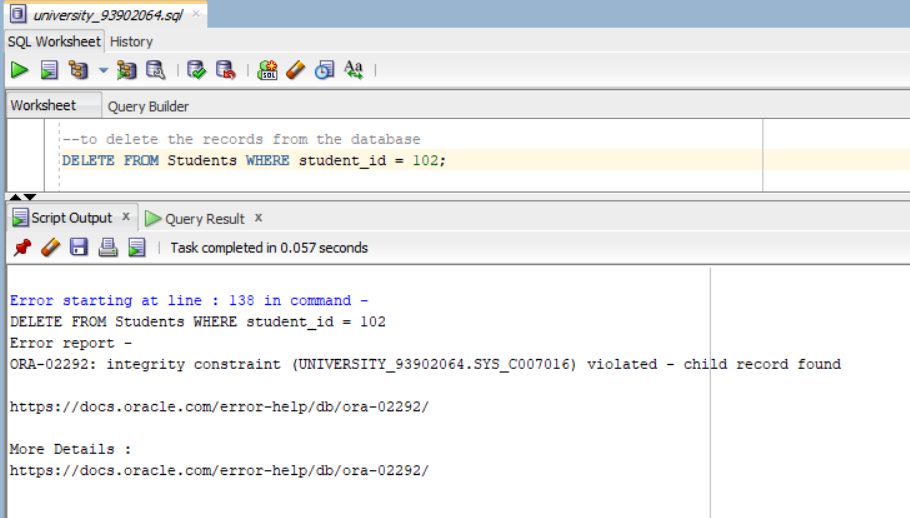 university_93902064.sql ×
SQL Worksheet History
Worksheet Query Builder
--to delete the records from the database
DELETE FROM Students WHERE student_id = 102;
Script Output × Query Result ×
Task completed in 0.057 seconds
Error starting at line : 138 in command -
DELETE FROM Students WHERE student_id = 102
Error report -
ORA-02292: integrity constraint (UNIVERSITY_93902064.SYS_C007016) violated - child record found
https://docs.oracle.com/error-help/db/ora-02292/
More Details :
https://docs.oracle.com/error-help/db/ora-02292/